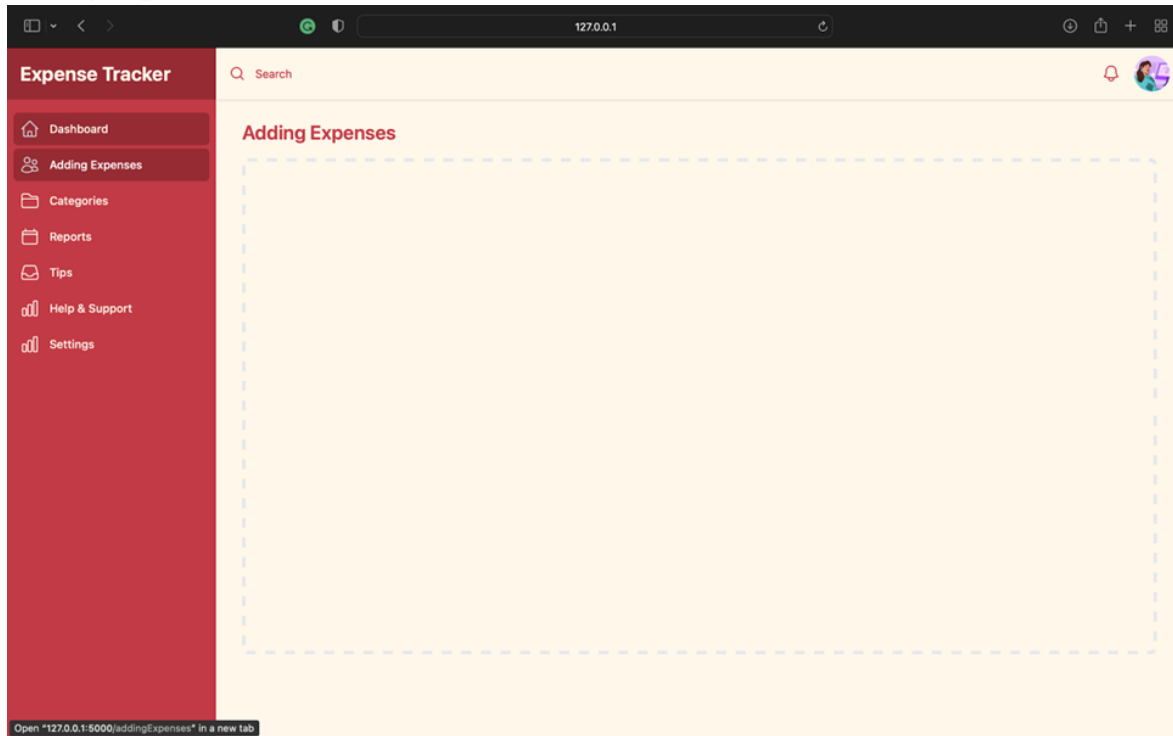 127.0.0.1
Expense Tracker
Search
Dashboard
Adding Expenses
Categories
Reports
Tips
Help & Support
Settings
Adding Expenses
Open "127.0.0.1:5000/addingExpenses" in a new tab